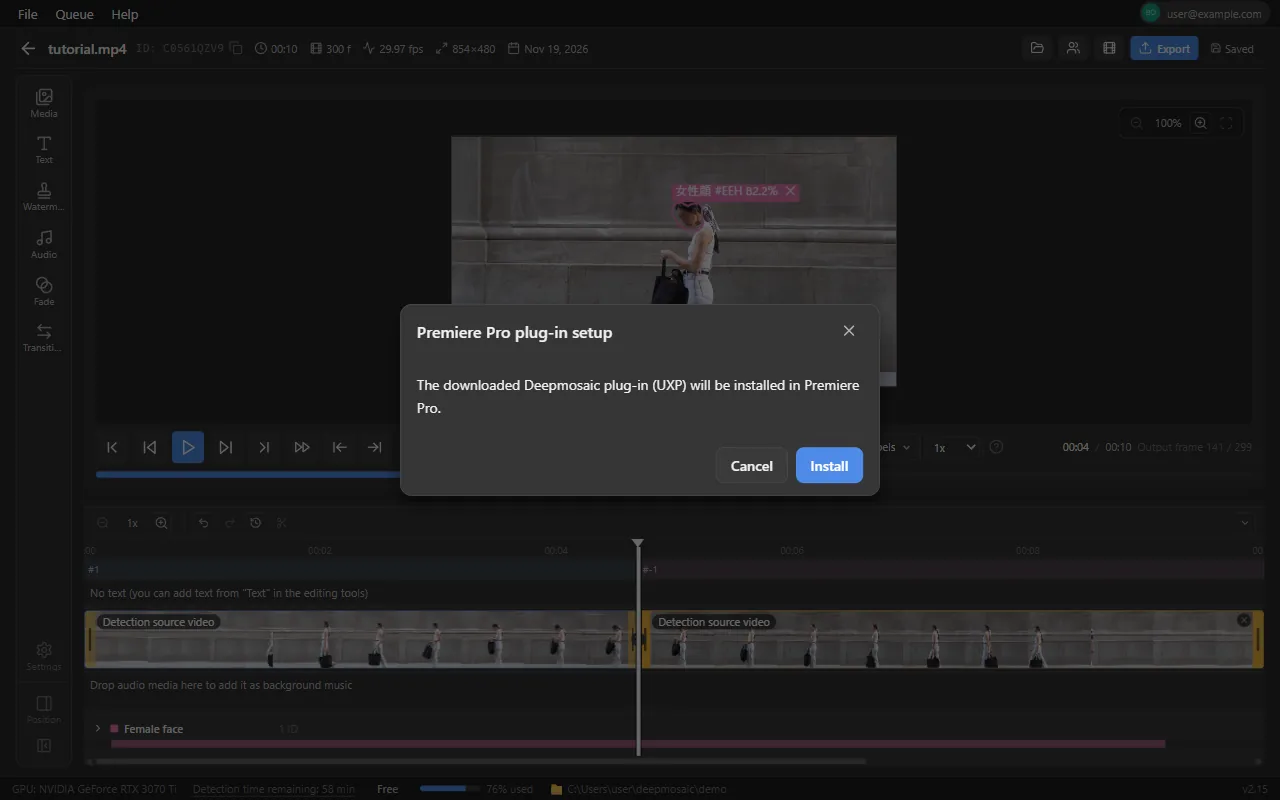 File Queue Help
user@example.com
tutorial.mp4 ID: C0561QZV9 00:10 300 f 29.97 fps 854×480 Nov 19, 2026
Export Saved
Media
Text
Waterm...
Audio
Fade
Transiti...
100%
女性顔 #EEH 82.2%
Premiere Pro plug-in setup
The downloaded Deepmosaic plug-in (UXP) will be installed in Premiere
Pro.
Cancel Install
1x 00:04 / 00:10 Output frame 141 / 299
1x
00 00:02 00:04 00:06 00:08 00
#1 #-1
No text (you can add text from "Text" in the editing tools)
Detection source video Detection source video
Drop audio media here to add it as background music
Settings
Position
Female face 1 ID
GPU: NVIDIA GeForce RTX 3070 Ti Detection time remaining: 58 min Free 76% used C:\Users\user\deepmosaic\demo v2.15